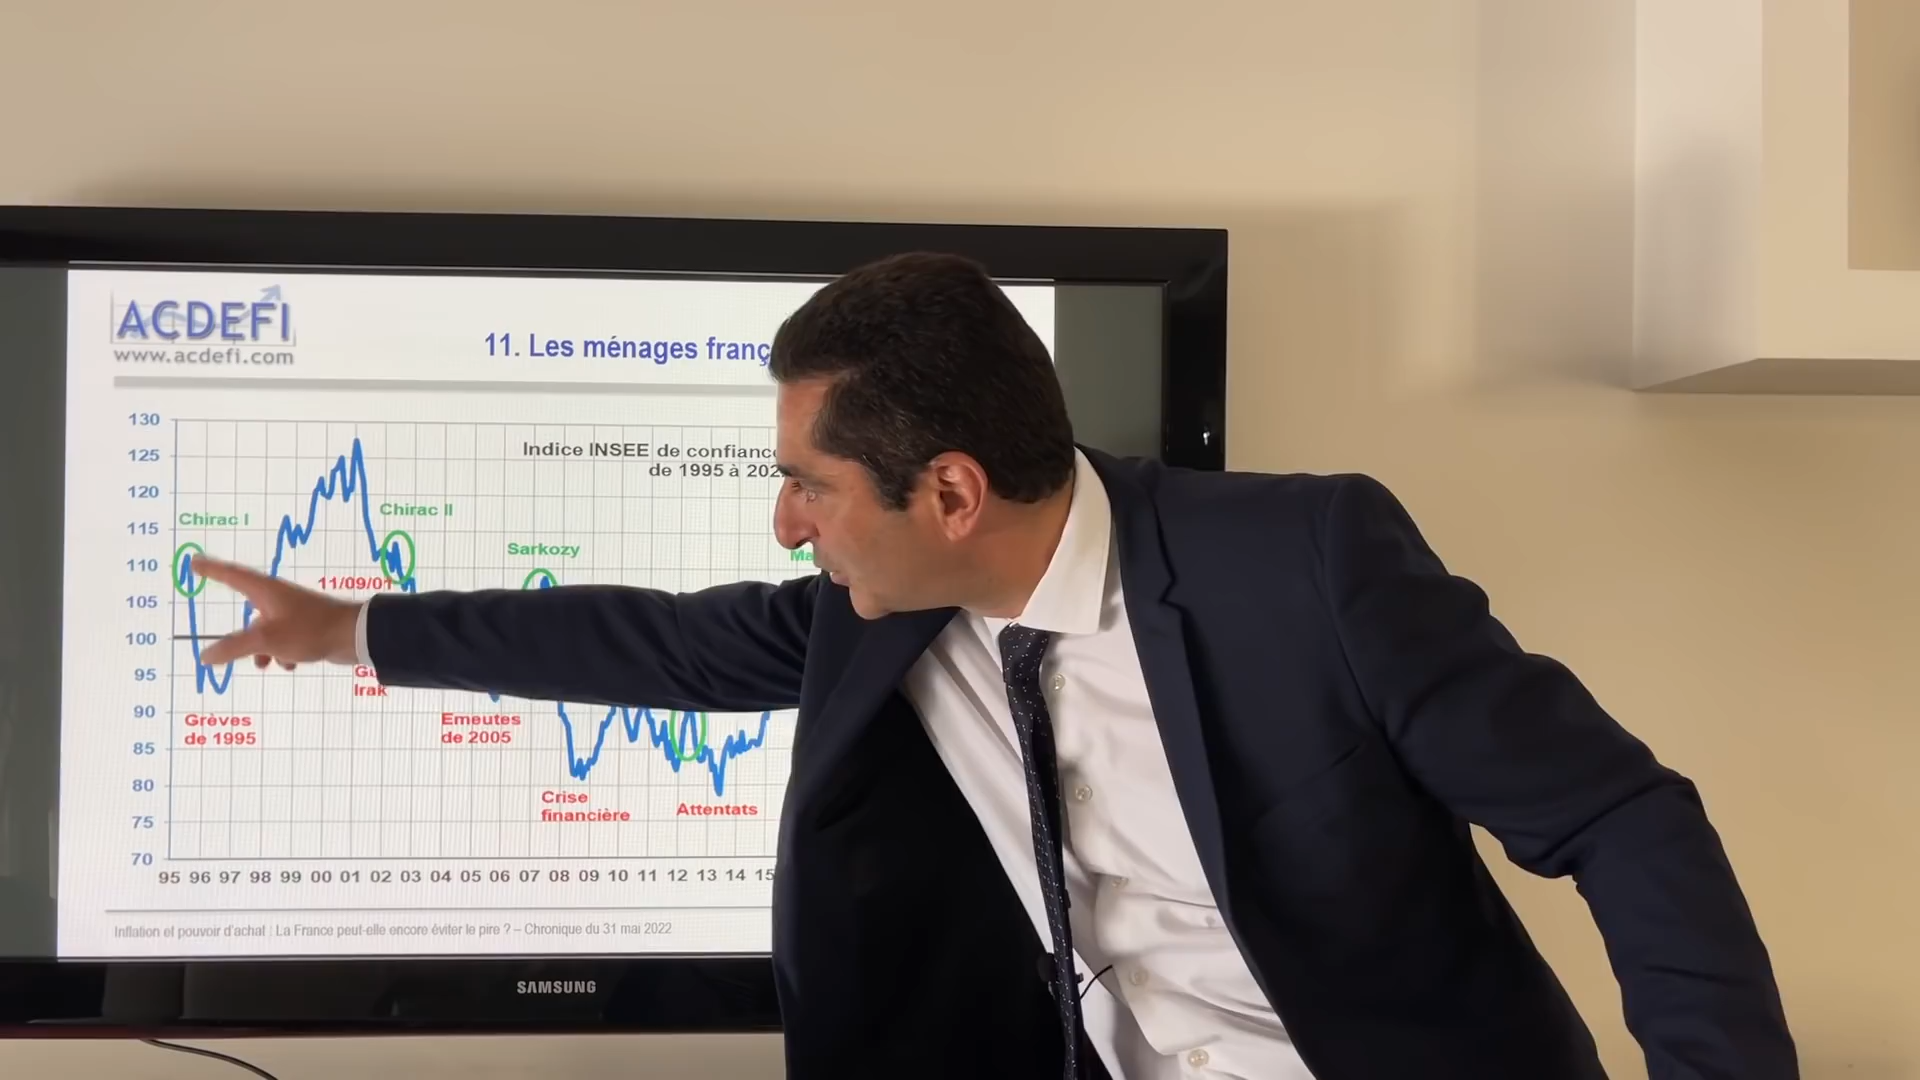 ACDEFI
www.acdefi.com
11. Les ménages franç
Indice INSEE de confiance
de 1995 à 202
130
125
120
115
110
105
100
95
90
85
80
75
70
Chirac I
Chirac II
Sarkozy
Ma
11/09/01
Irak
Grèves
de 1995
Emeutes
de 2005
Crise
financière
Attentats
95 96 97 98 99 00 01 02 03 04 05 06 07 08 09 10 11 12 13 14 15
Inflation et pouvoir d'achat : La France peut-elle encore éviter le pire ? – Chronique du 31 mai 2022
SAMSUNG